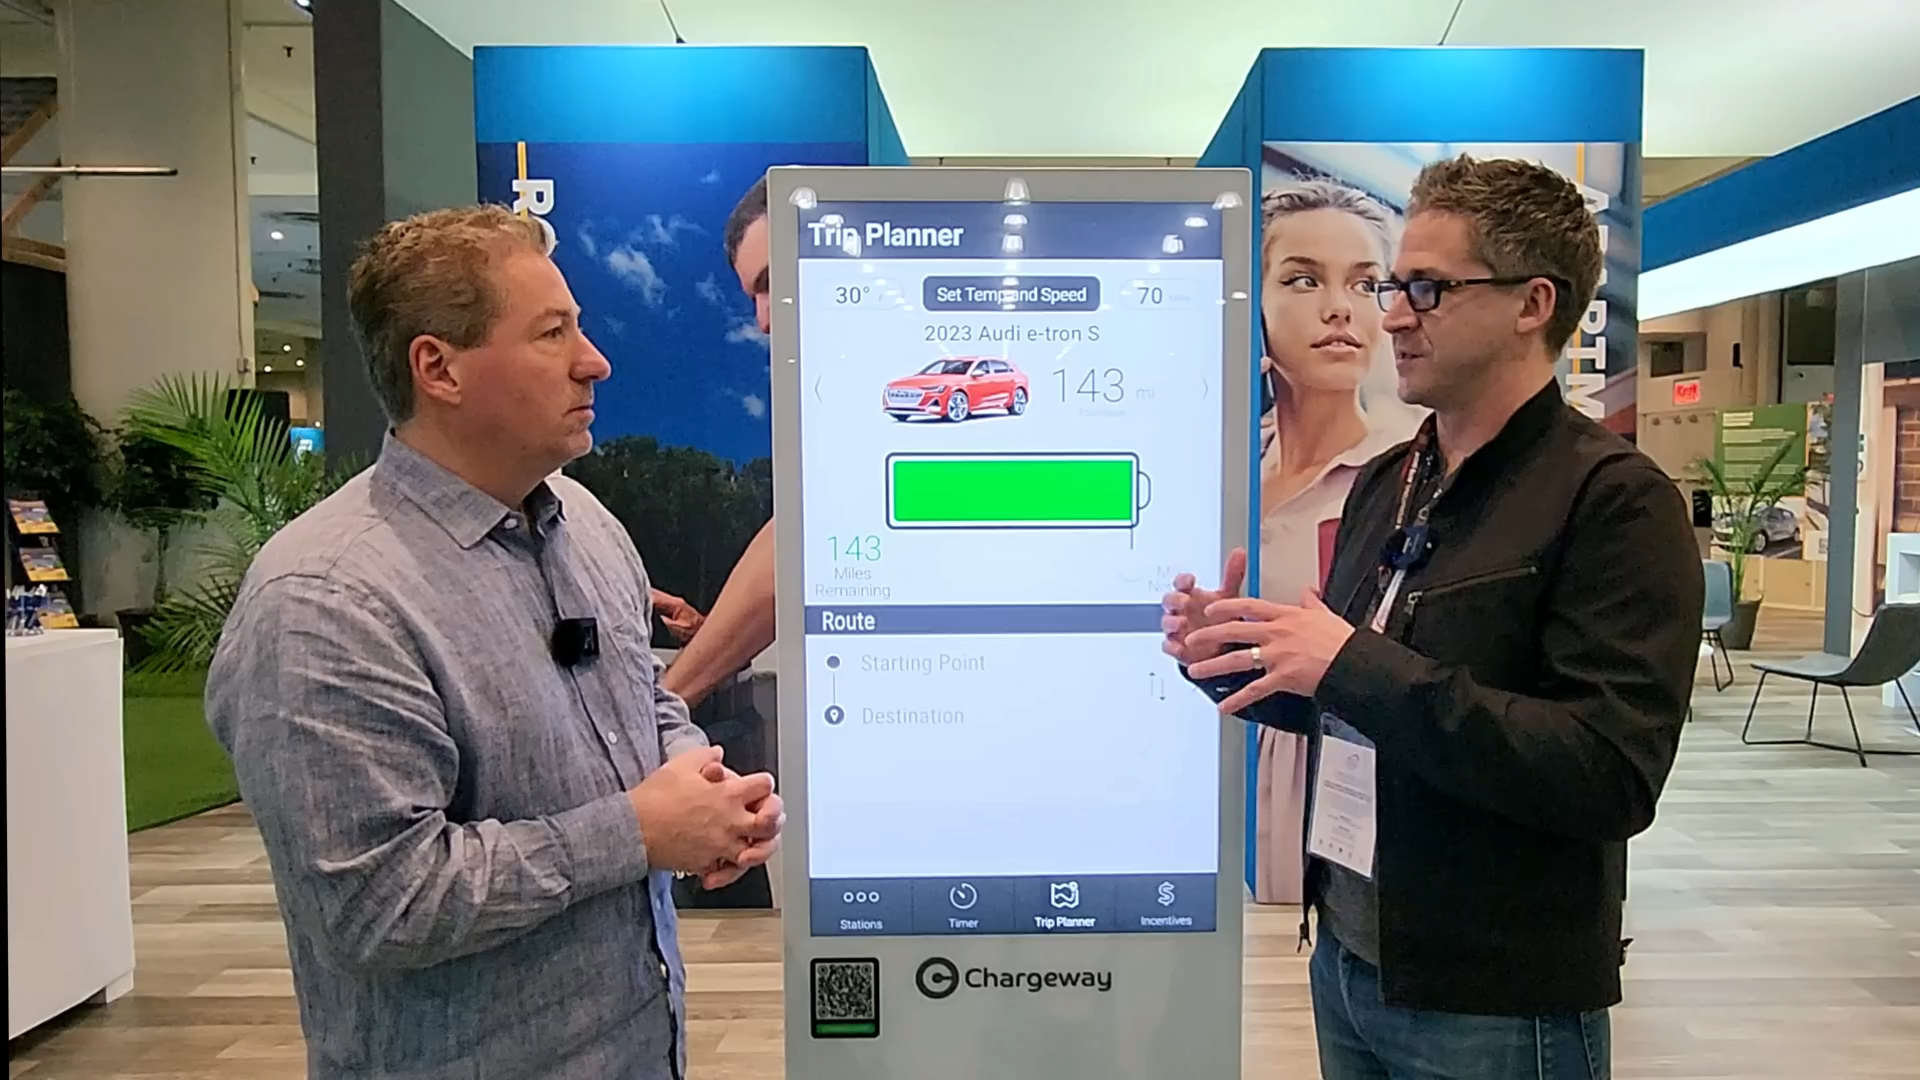 Trip Planner
30°
Set Temp and Speed
70
2023 Audi e-tron S
143 mi
143
Miles
Remaining
Route
Starting Point
Destination
Stations
Timer
Trip Planner
Incentives
Chargeway